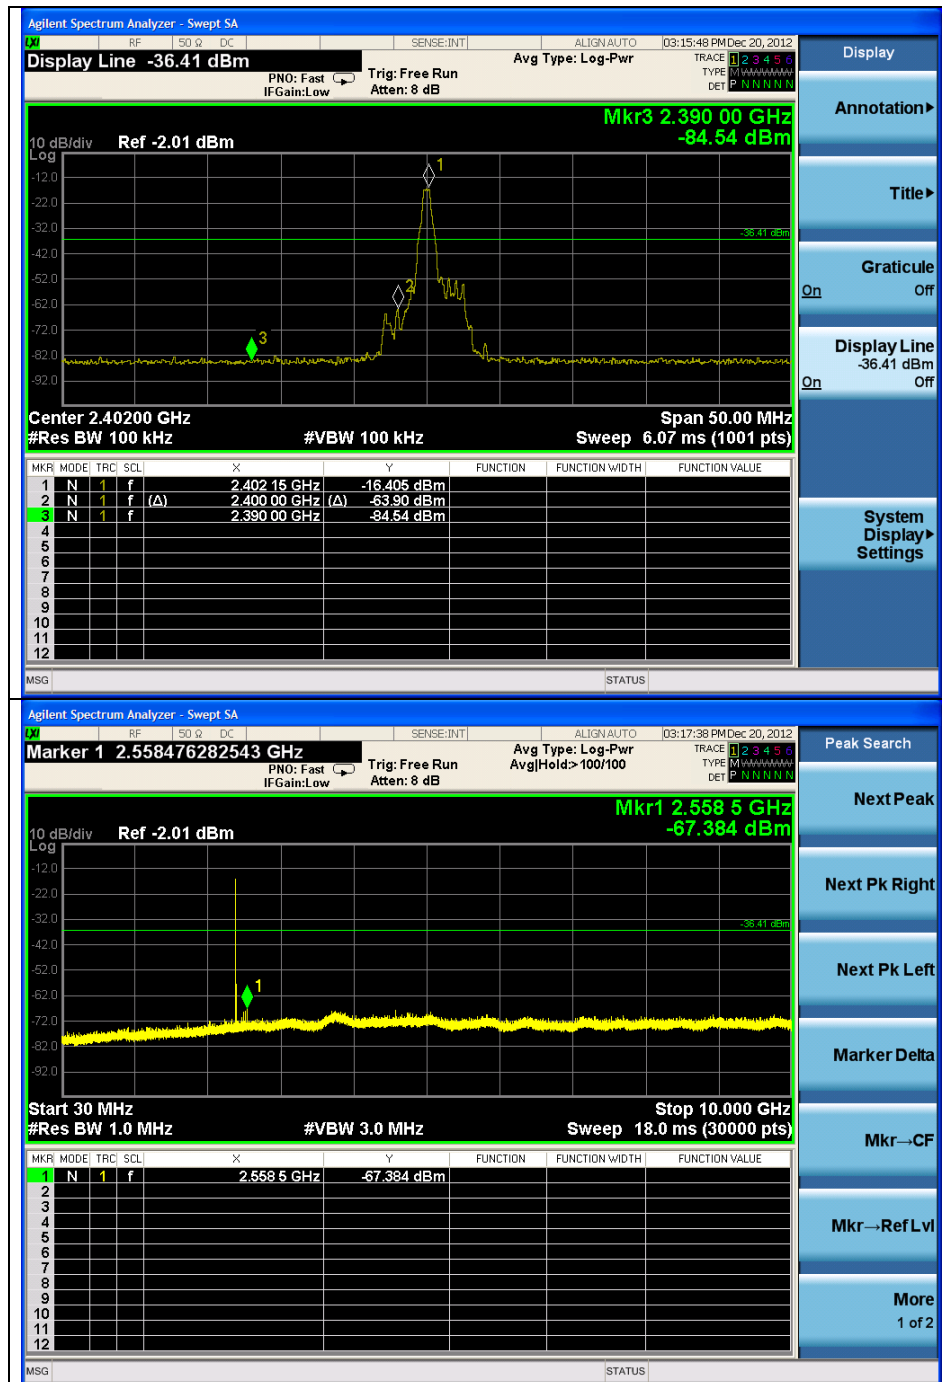 Agilent Spectrum Analyzer - Swept SA
LXI RF 50 Ω DC SENSE:INT ALIGNAUTO 03:15:48 PM Dec 20, 2012
Display Line -36.41 dBm
Avg Type: Log-Pwr
TRACE 1 2 3 4 5 6
TYPE M
DET P N N N N N
PNO: Fast
IFGain:Low
Trig: Free Run
Atten: 8 dB
Mkr3 2.390 00 GHz
-84.54 dBm
10 dB/div Ref -2.01 dBm
Log
-12.0
-22.0
-32.0
-42.0
-52.0
-62.0
-72.0
-82.0
-92.0
1
2
3
-36.41 dBm
Center 2.40200 GHz Span 50.00 MHz
#Res BW 100 kHz #VBW 100 kHz Sweep 6.07 ms (1001 pts)
MKR MODE TRC SCL X Y FUNCTION FUNCTION WIDTH FUNCTION VALUE
1 N 1 f 2.402 15 GHz -16.405 dBm
2 N 1 f (Δ) 2.400 00 GHz (Δ) -63.90 dBm
3 N 1 f 2.390 00 GHz -84.54 dBm
4
5
6
7
8
9
10
11
12
MSG STATUS
Display
Annotation
Title
Graticule
On Off
Display Line
-36.41 dBm
On Off
System
Display
Settings
Agilent Spectrum Analyzer - Swept SA
LXI RF 50 Ω DC SENSE:INT ALIGNAUTO 03:17:38 PM Dec 20, 2012
Marker 1 2.558476282543 GHz
Avg Type: Log-Pwr
Avg|Hold:>100/100
TRACE 1 2 3 4 5 6
TYPE M
DET P N N N N N
PNO: Fast
IFGain:Low
Trig: Free Run
Atten: 8 dB
Mkr1 2.558 5 GHz
-67.384 dBm
10 dB/div Ref -2.01 dBm
Log
-12.0
-22.0
-32.0
-42.0
-52.0
-62.0
-72.0
-82.0
-92.0
1
-36.41 dBm
Start 30 MHz Stop 10.000 GHz
#Res BW 1.0 MHz #VBW 3.0 MHz Sweep 18.0 ms (30000 pts)
MKR MODE TRC SCL X Y FUNCTION FUNCTION WIDTH FUNCTION VALUE
1 N 1 f 2.558 5 GHz -67.384 dBm
2
3
4
5
6
7
8
9
10
11
12
MSG STATUS
Peak Search
Next Peak
Next Pk Right
Next Pk Left
Marker Delta
Mkr→CF
Mkr→Ref Lvl
More
1 of 2